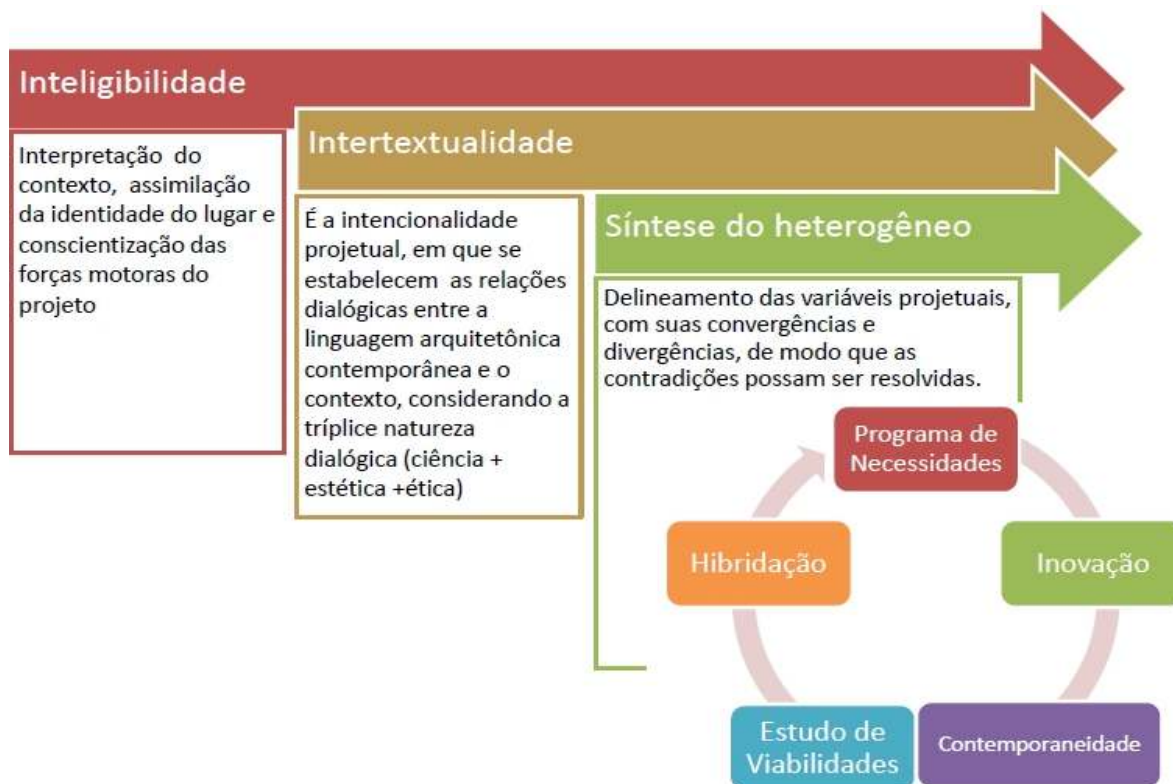 Inteligibilidade
Interpretação do
contexto, assimilação
da identidade do lugar e
conscientização das
forças motoras do
projeto
Intertextualidade
É a intencionalidade
projetual, em que se
estabelecem as relações
dialógicas entre a
linguagem arquitetônica
contemporânea e o
contexto, considerando a
tríplice natureza
dialógica (ciência +
estética +ética)
Síntese do heterogêneo
Delineamento das variáveis projetuais,
com suas convergências e
divergências, de modo que as
contradições possam ser resolvidas.
Programa de
Necessidades
Inovação
Contemporaneidade
Estudo de
Viabilidades
Hibridação